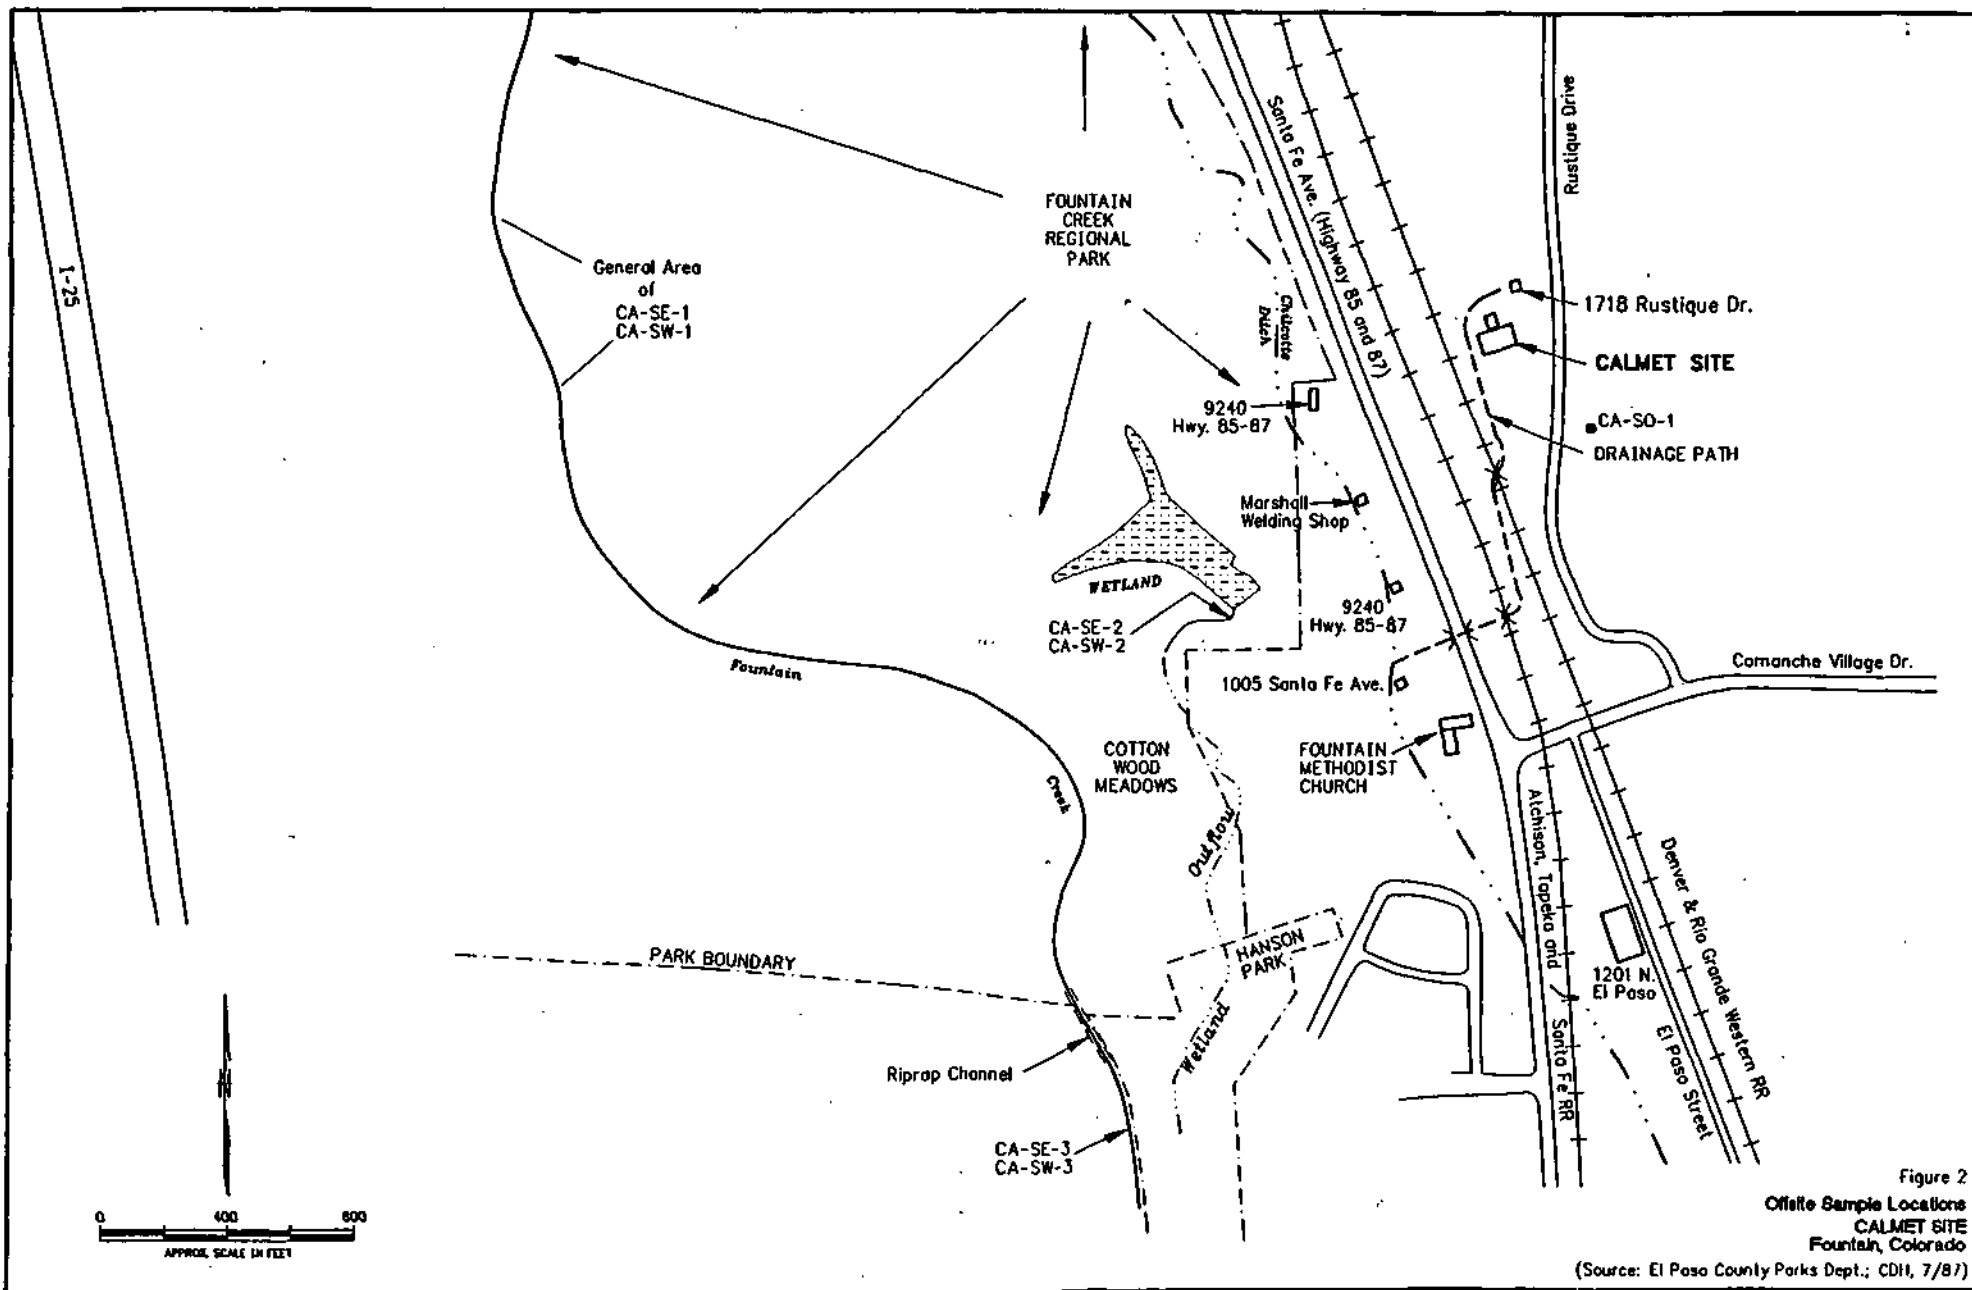 I-25
General Area
of
CA-SE-1
CA-SW-1
FOUNTAIN
CREEK
REGIONAL
PARK
Santa Fe Ave. (Highway 85 and 87)
Rustique Drive
Chilcotte
Ditch
1718 Rustique Dr.
CALMET SITE
CA-SO-1
DRAINAGE PATH
9240
Hwy. 85-87
Marshall
Welding Shop
WETLAND
CA-SE-2
CA-SW-2
9240
Hwy. 85-87
1005 Santa Fe Ave.
Comanche Village Dr.
Fountain
Creek
COTTON
WOOD
MEADOWS
FOUNTAIN
METHODIST
CHURCH
Outflow
Wetland
HANSON
PARK
Atchison, Topeka and
Santa Fe RR
Denver & Rio Grande Western RR
1201 N.
El Paso
El Paso Street
PARK BOUNDARY
Riprap Channel
CA-SE-3
CA-SW-3
N
0 400 800
APPROX. SCALE IN FEET
Figure 2
Offsite Sample Locations
CALMET SITE
Fountain, Colorado
(Source: El Paso County Parks Dept.; CDH, 7/87)